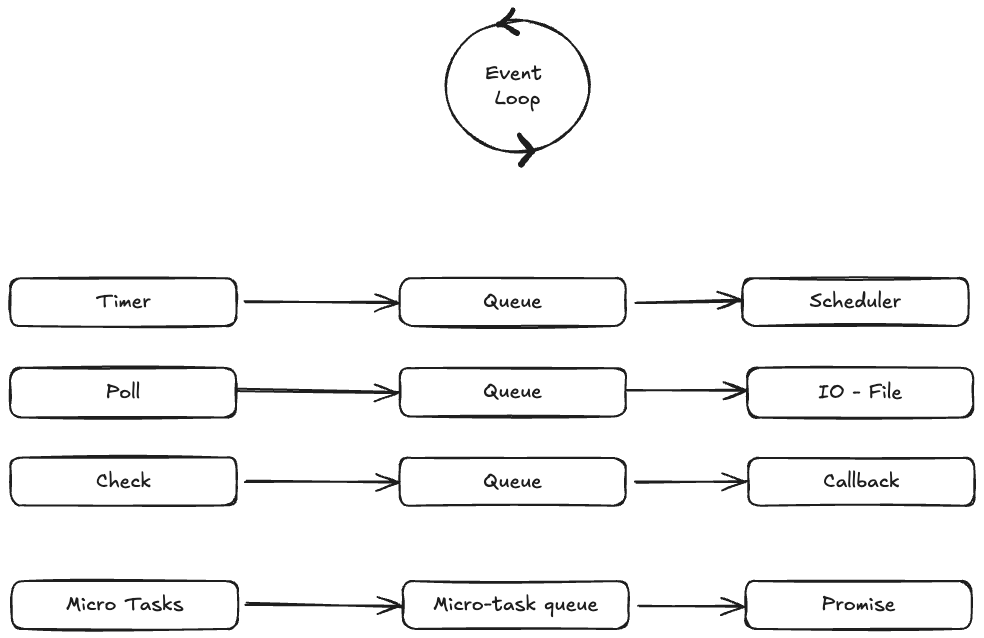 Event
Loop
Timer
Queue
Scheduler
Poll
Queue
IO - File
Check
Queue
Callback
Micro Tasks
Micro-task queue
Promise